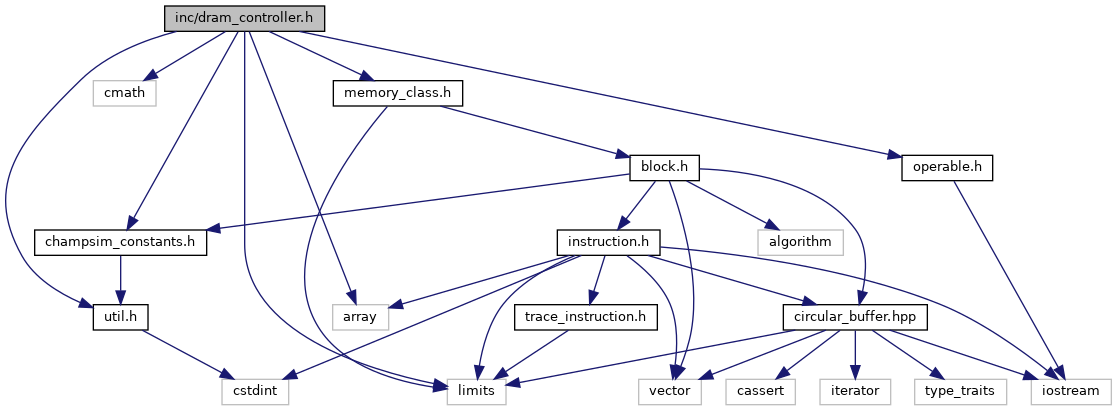 inc/dram_controller.h
cmath
memory_class.h
block.h
operable.h
champsim_constants.h
instruction.h
algorithm
util.h
array
trace_instruction.h
circular_buffer.hpp
cstdint
limits
vector
cassert
iterator
type_traits
iostream